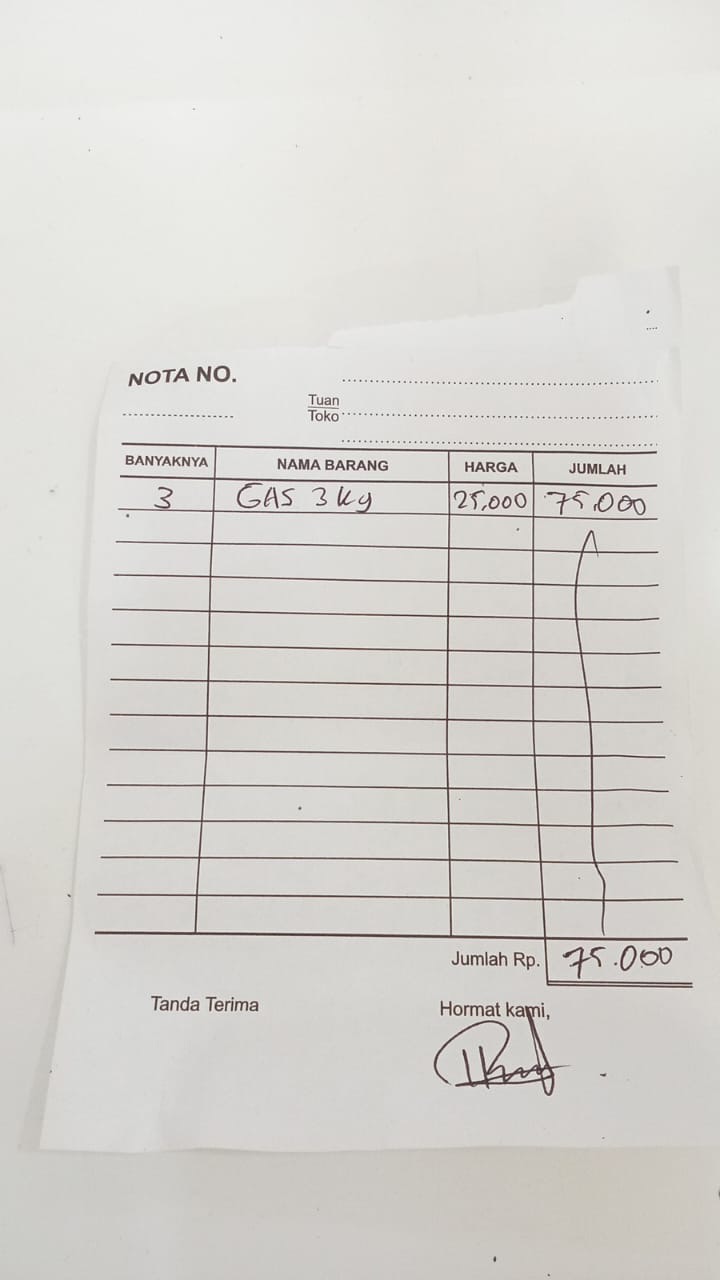 NOTA NO.
Tuan
Toko
BANYAKNYA NAMA BARANG HARGA JUMLAH
3 GAS 3 kg 25,000 75.000
Jumlah Rp. 75.000
Tanda Terima Hormat kami,